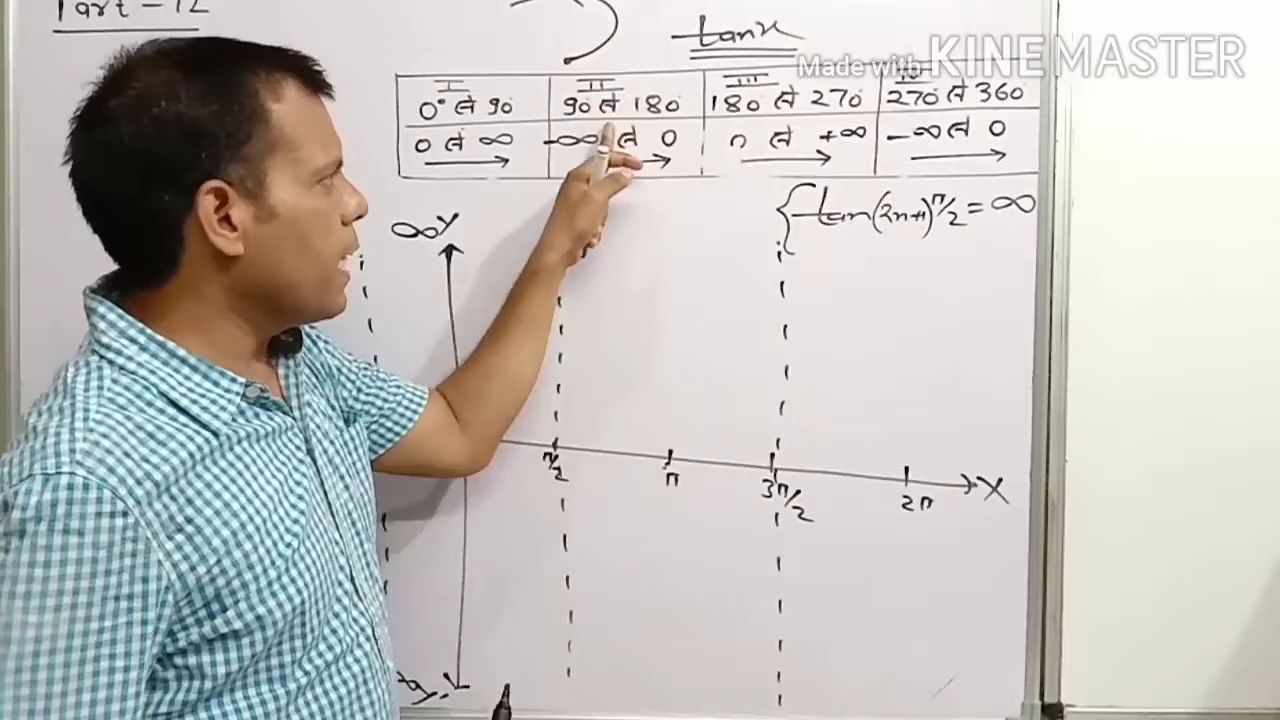 Part - 12
tanx
Made with KINEMASTER
I II III IV
0° से 90° 90° से 180° 180° से 270° 270° से 360°
0 से ∞ -∞ से 0 0 से +∞ -∞ से 0
tan(2n+1)π/2 = ∞
∞ Y
π/2 π 3π/2 2π X